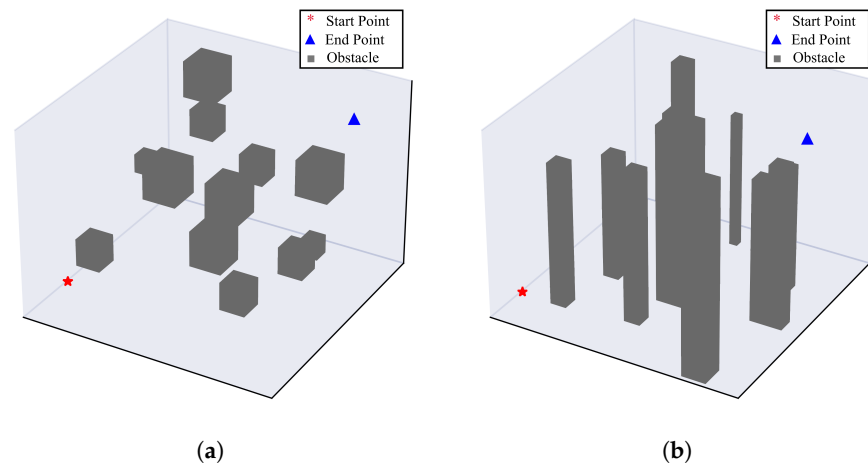 Start Point
End Point
Obstacle
Start Point
End Point
Obstacle
(a)
(b)